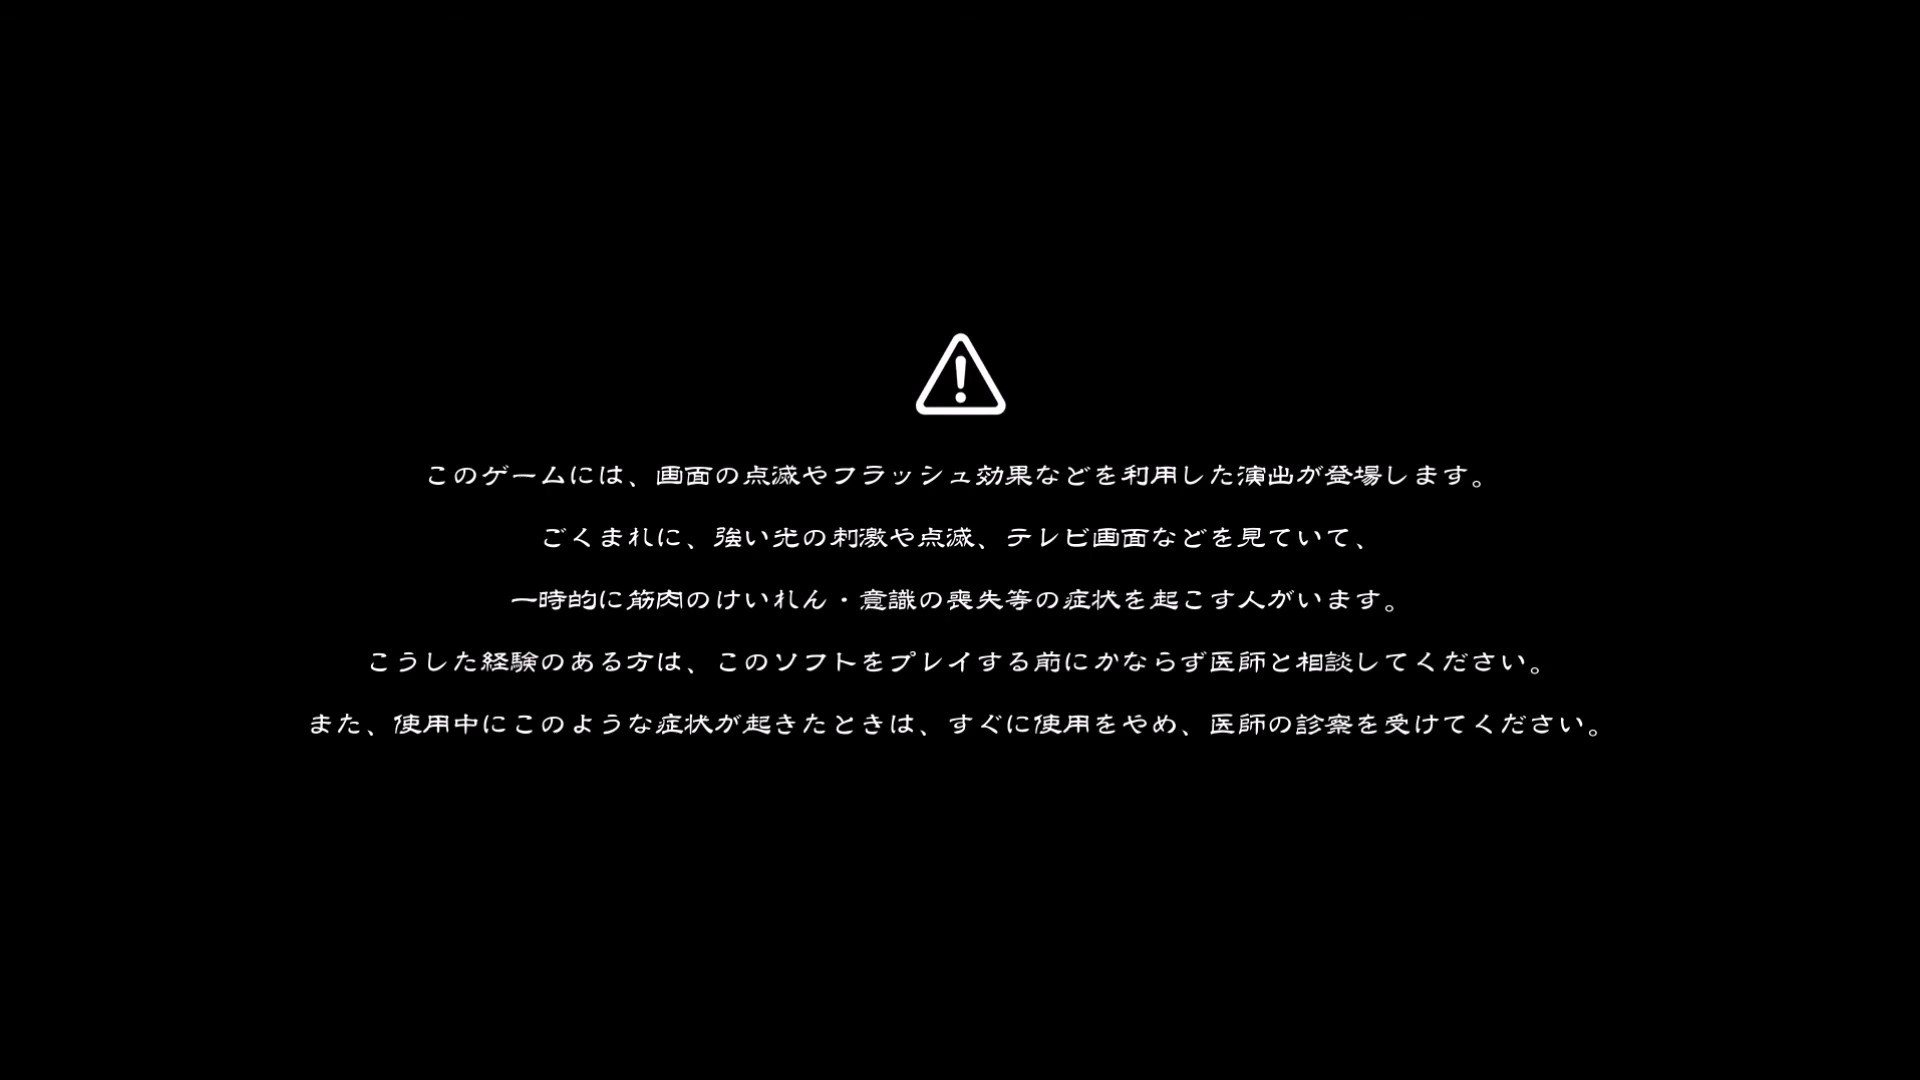 このゲームには、画面の点滅やフラッシュ効果などを利用した演出が登場します。
ごくまれに、強い光の刺激や点滅、テレビ画面などを見ていて、
一時的に筋肉のけいれん・意識の喪失等の症状を起こす人がいます。
こうした経験のある方は、このソフトをプレイする前にかならず医師と相談してください。
また、使用中にこのような症状が起きたときは、すぐに使用をやめ、医師の診察を受けてください。